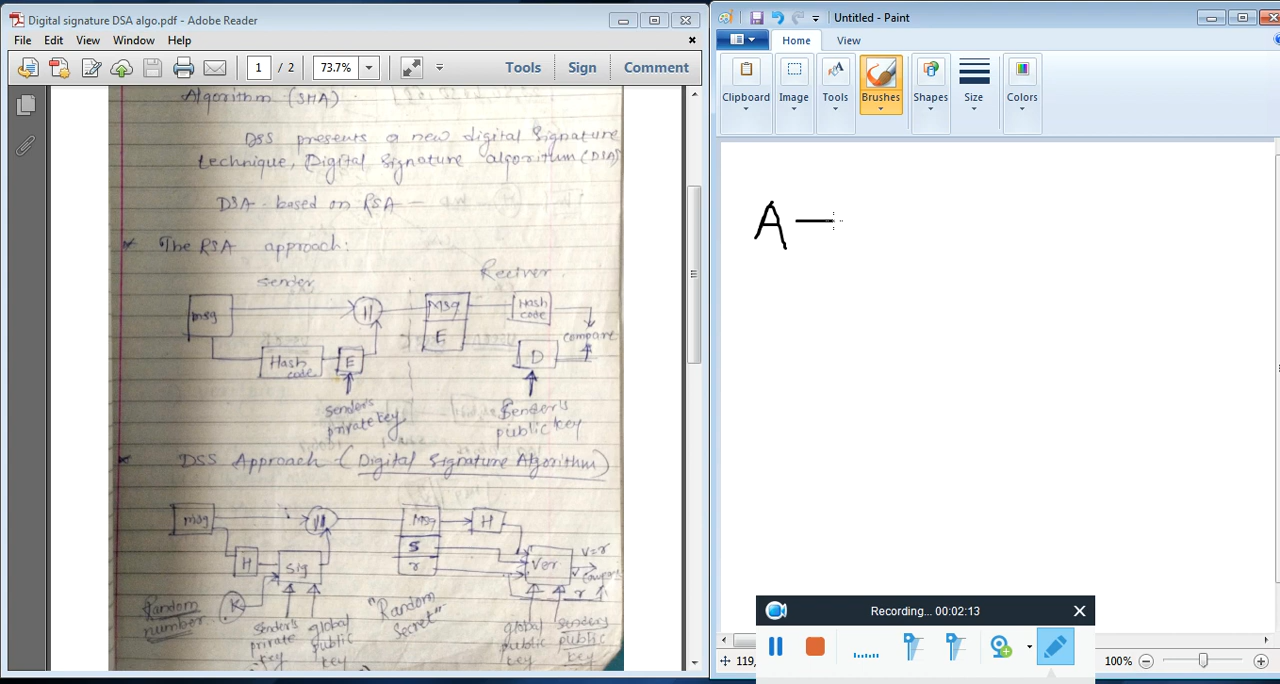 Digital signature DSA algo.pdf - Adobe Reader
File Edit View Window Help
1 / 2 73.7% Tools Sign Comment
Algorithm (SHA).
DSS presents a new digital signature
technique, Digital Signature algorithm (DSA)
DSA based on RSA -
* The RSA approach:
sender Reciver
msg || Msg Hash code
E compare
Hash code E D
sender's private key
Sender's public key
DSS Approach - (Digital Signature Algorithm)
msg || Msg H
H Sig S Ver v=r
r compare
r
Random number K
"Random Secret"
Sender's private key
global public key
global public key
senders public key
Untitled - Paint
Home View
Clipboard Image Tools Brushes Shapes Size Colors
A
Recording... 00:02:13
119,
100%